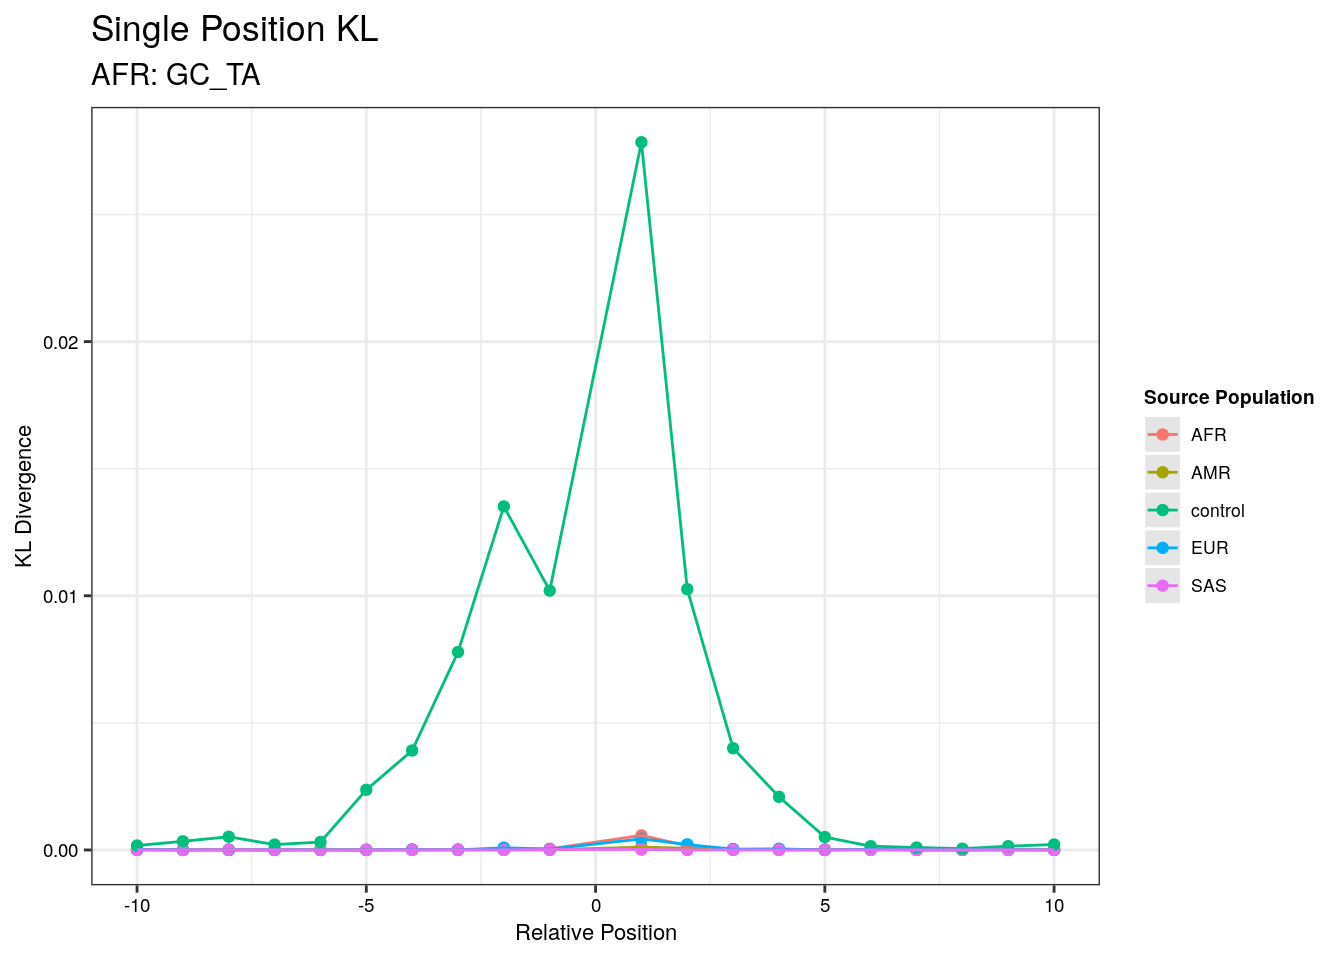 Single Position KL
AFR: GC_TA
KL Divergence
0.02
0.01
0.00
-10
-5
0
5
10
Relative Position
Source Population
AFR
AMR
control
EUR
SAS